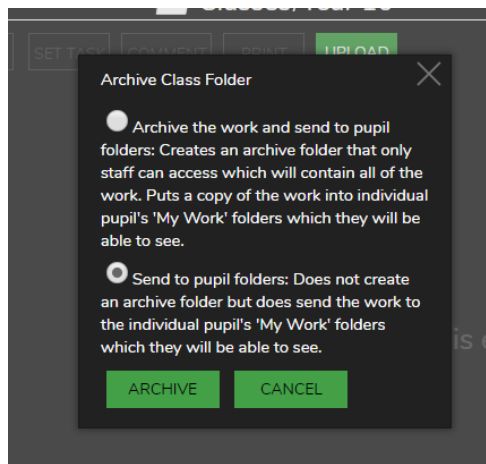 SET TASK COMMENT PRINT UPLOAD
Archive Class Folder
Archive the work and send to pupil
folders: Creates an archive folder that only
staff can access which will contain all of the
work. Puts a copy of the work into individual
pupil's 'My Work' folders which they will be
able to see.
Send to pupil folders: Does not create
an archive folder but does send the work to
the individual pupil's 'My Work' folders
which they will be able to see.
is
ARCHIVE CANCEL